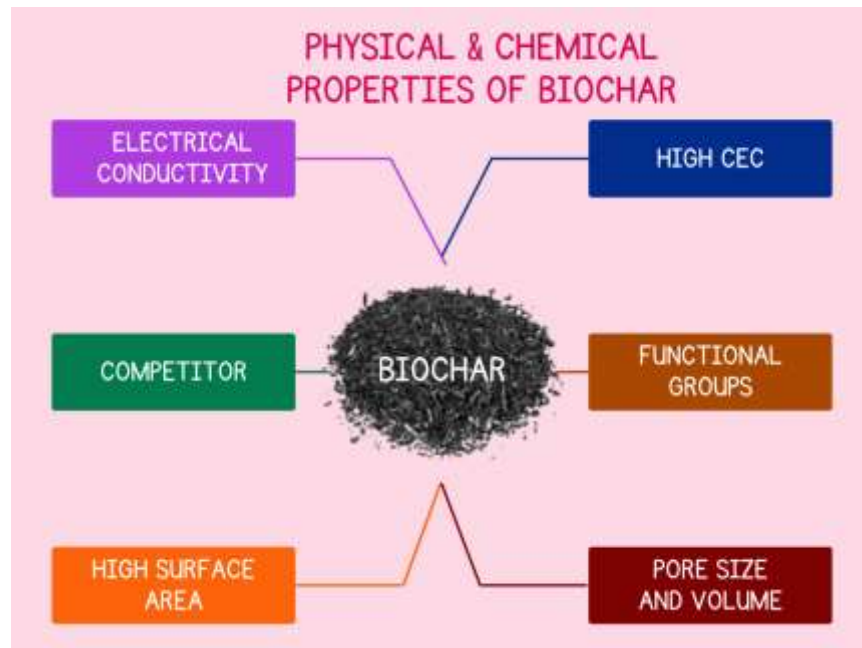 PHYSICAL & CHEMICAL
PROPERTIES OF BIOCHAR
ELECTRICAL
CONDUCTIVITY
HIGH CEC
COMPETITOR
BIOCHAR
FUNCTIONAL
GROUPS
HIGH SURFACE
AREA
PORE SIZE
AND VOLUME